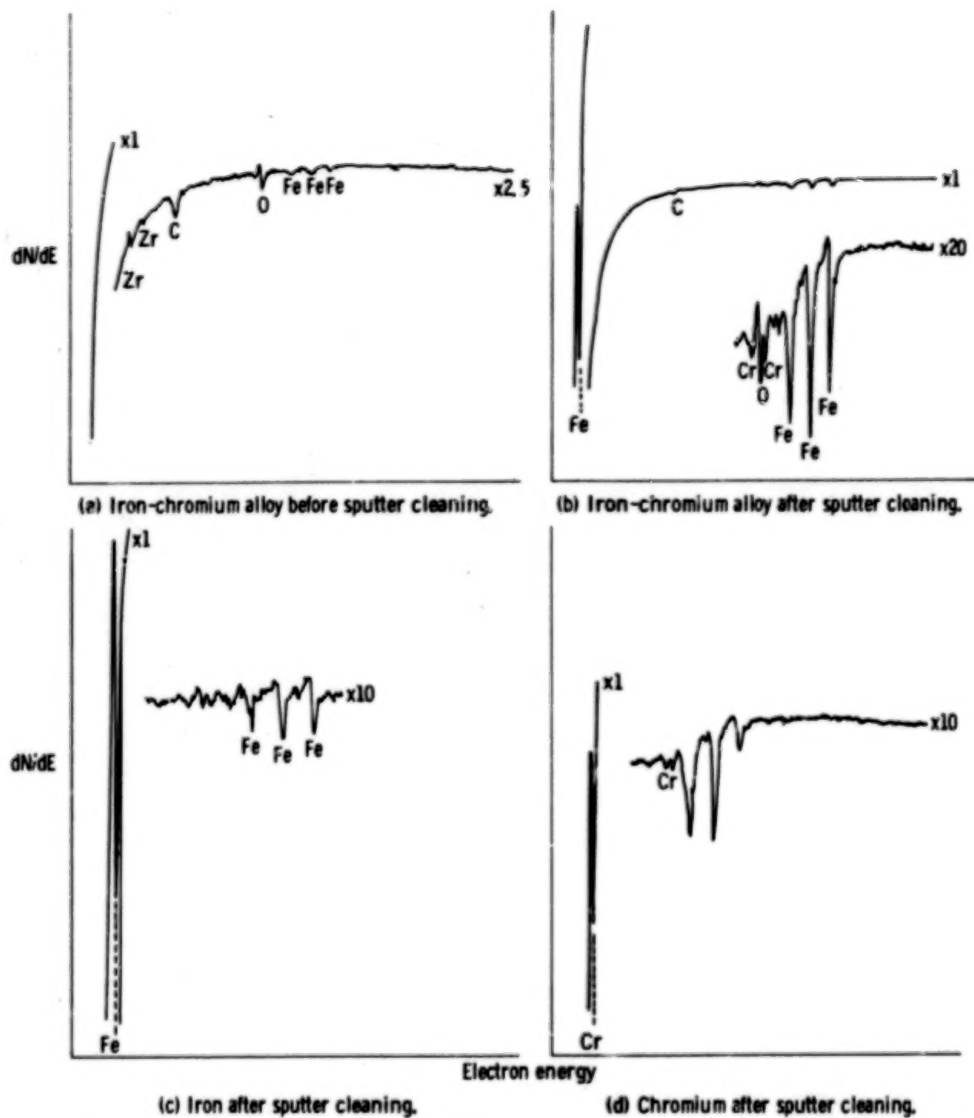 x1
dN/dE
Zr
Zr
C
O
Fe
Fe
Fe
x2.5
(a) Iron-chromium alloy before sputter cleaning.
x1
C
x20
Cr
Cr
O
Fe
Fe
Fe
Fe
(b) Iron-chromium alloy after sputter cleaning.
x1
x10
Fe
Fe
Fe
dN/dE
Fe
(c) Iron after sputter cleaning.
x1
x10
Cr
Cr
Electron energy
(d) Chromium after sputter cleaning.